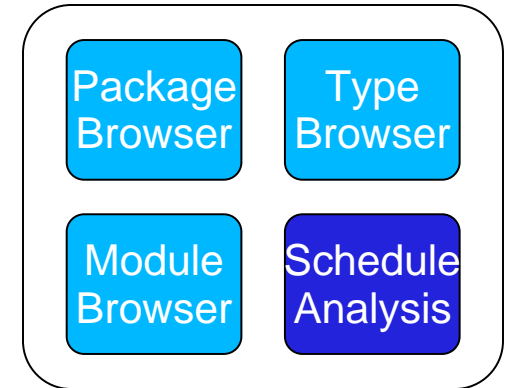 Package
Browser
Type
Browser
Module
Browser
Schedule
Analysis